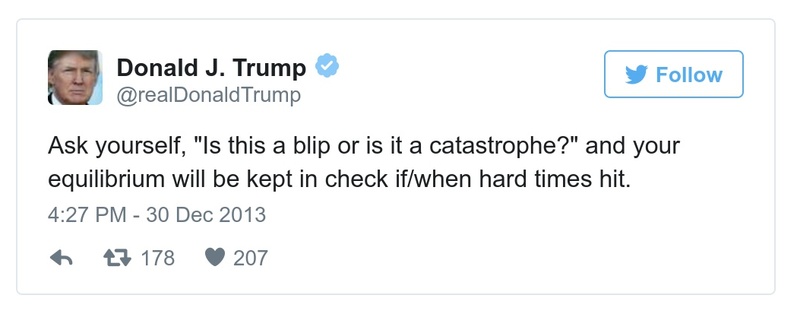 Donald J. Trump
@realDonaldTrump
Follow
Ask yourself, "Is this a blip or is it a catastrophe?" and your
equilibrium will be kept in check if/when hard times hit.
4:27 PM - 30 Dec 2013
178 207